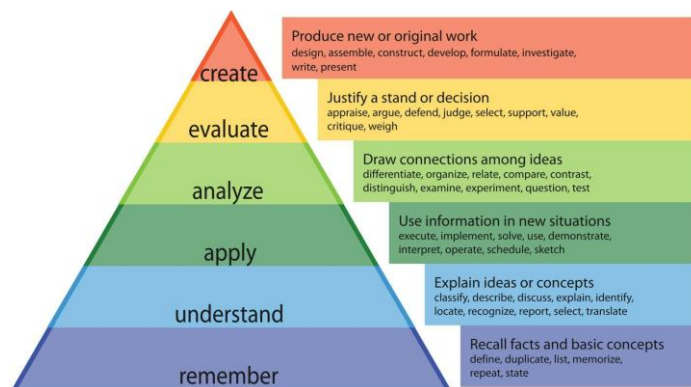 create
Produce new or original work
design, assemble, construct, develop, formulate, investigate,
write, present
evaluate
Justify a stand or decision
appraise, argue, defend, judge, select, support, value,
critique, weigh
analyze
Draw connections among ideas
differentiate, organize, relate, compare, contrast,
distinguish, examine, experiment, question, test
apply
Use information in new situations
execute, implement, solve, use, demonstrate,
interpret, operate, schedule, sketch
understand
Explain ideas or concepts
classify, describe, discuss, explain, identify,
locate, recognize, report, select, translate
remember
Recall facts and basic concepts
define, duplicate, list, memorize,
repeat, state